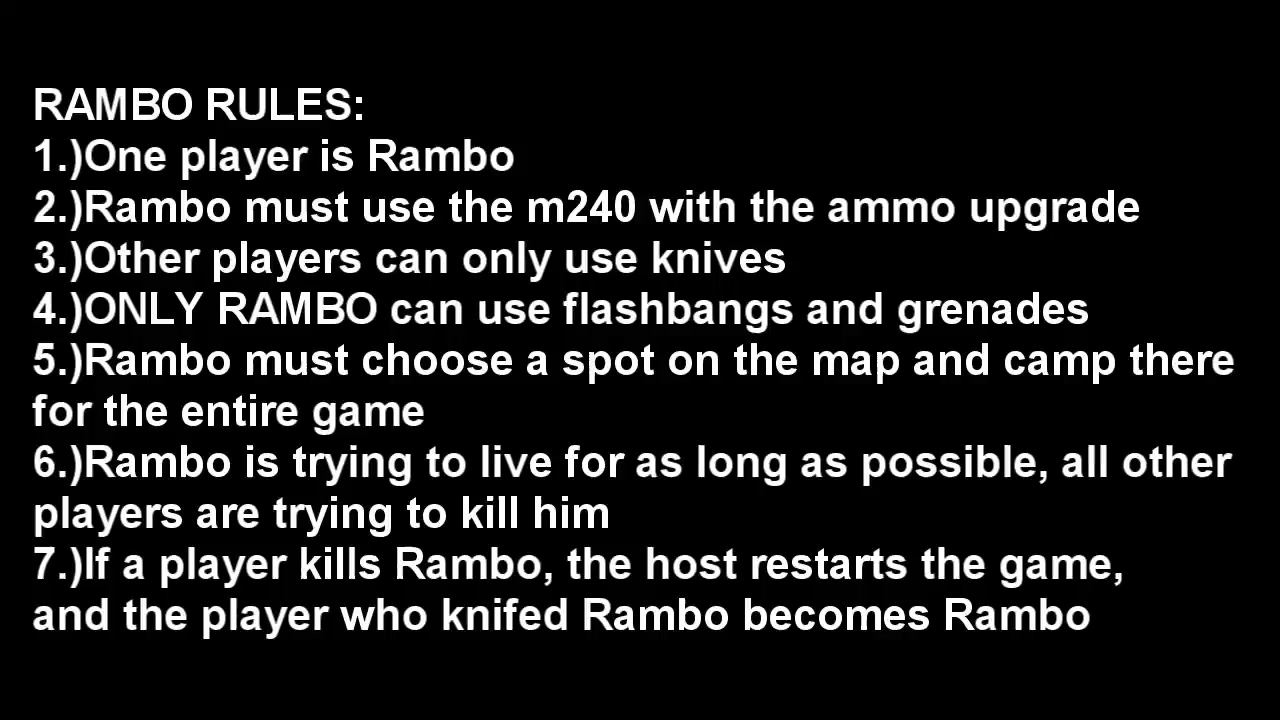 RAMBO RULES:
1.)One player is Rambo
2.)Rambo must use the m240 with the ammo upgrade
3.)Other players can only use knives
4.)ONLY RAMBO can use flashbangs and grenades
5.)Rambo must choose a spot on the map and camp there
for the entire game
6.)Rambo is trying to live for as long as possible, all other
players are trying to kill him
7.)If a player kills Rambo, the host restarts the game,
and the player who knifed Rambo becomes Rambo